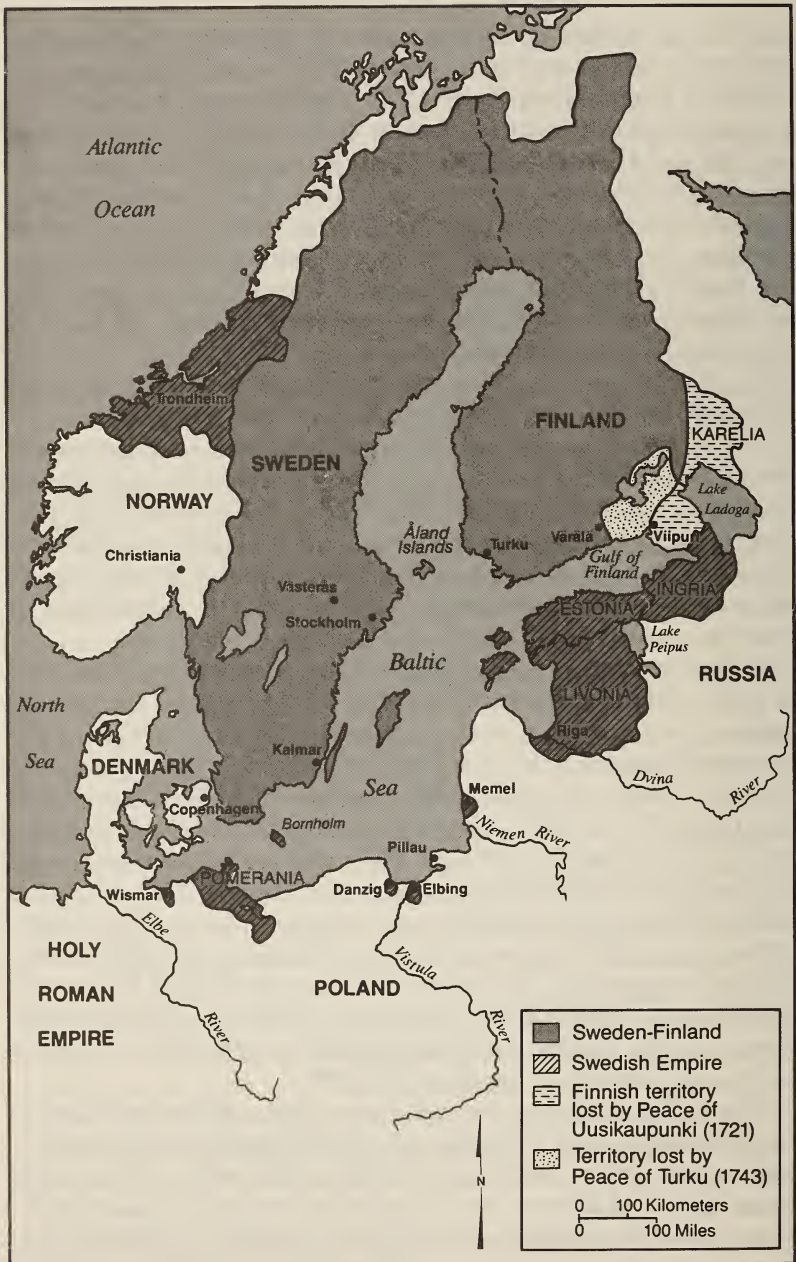 Atlantic
Ocean
Trondheim
FINLAND
KARELIA
SWEDEN
Lake
Ladoga
NORWAY
Åland
Islands
Turku
Värälä
Viipuri
Gulf of
Finland
Christiania
Västerås
INGRIA
ESTONIA
Stockholm
Lake
Peipus
Baltic
RUSSIA
LIVONIA
North
Sea
Riga
Kalmar
DENMARK
Sea
Memel
Dvina
River
Copenhagen
Bornholm
Niemen River
Pillau
POMERANIA
Wismar
Danzig
Elbing
Elbe
River
HOLY
ROMAN
EMPIRE
Vistula
River
POLAND
Sweden-Finland
Swedish Empire
Finnish territory
lost by Peace of
Uusikaupunki (1721)
Territory lost by
Peace of Turku (1743)
0 100 Kilometers
0 100 Miles
N